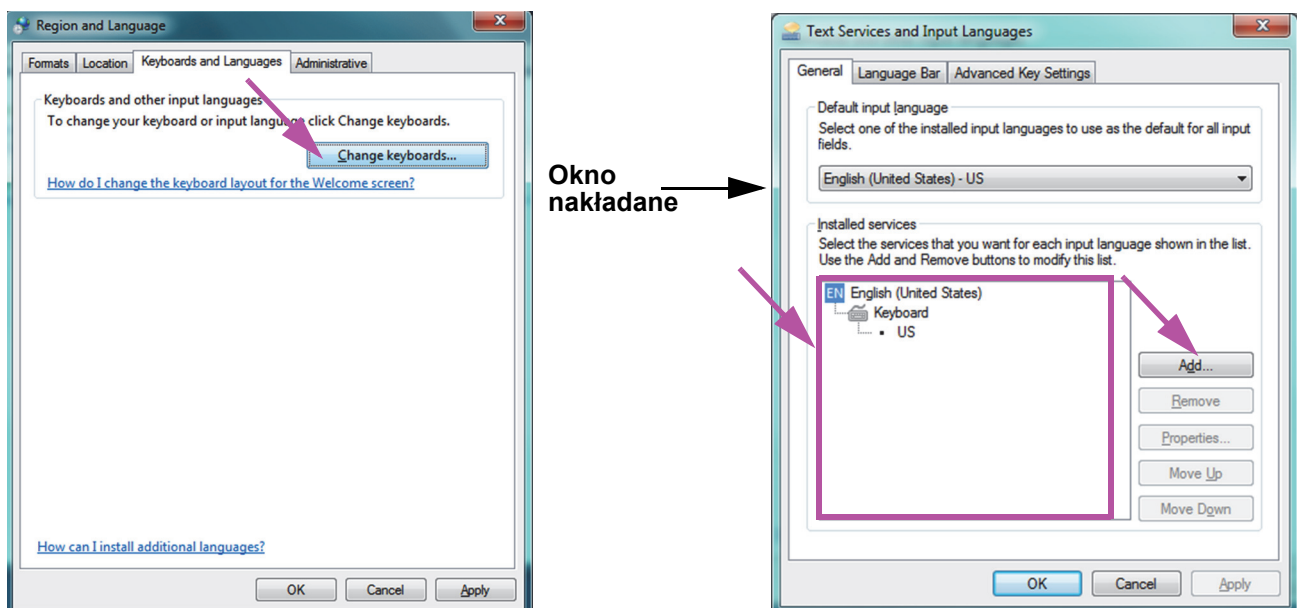 Region and Language
Formats Location Keyboards and Languages Administrative
Keyboards and other input languages
To change your keyboard or input language click Change keyboards.
Change keyboards...
How do I change the keyboard layout for the Welcome screen?
How can I install additional languages?
OK Cancel Apply
Okno
nakładane
Text Services and Input Languages
General Language Bar Advanced Key Settings
Default input language
Select one of the installed input languages to use as the default for all input
fields.
English (United States) - US
Installed services
Select the services that you want for each input language shown in the list.
Use the Add and Remove buttons to modify this list.
EN English (United States)
Keyboard
US
Add...
Remove
Properties...
Move Up
Move Down
OK Cancel Apply